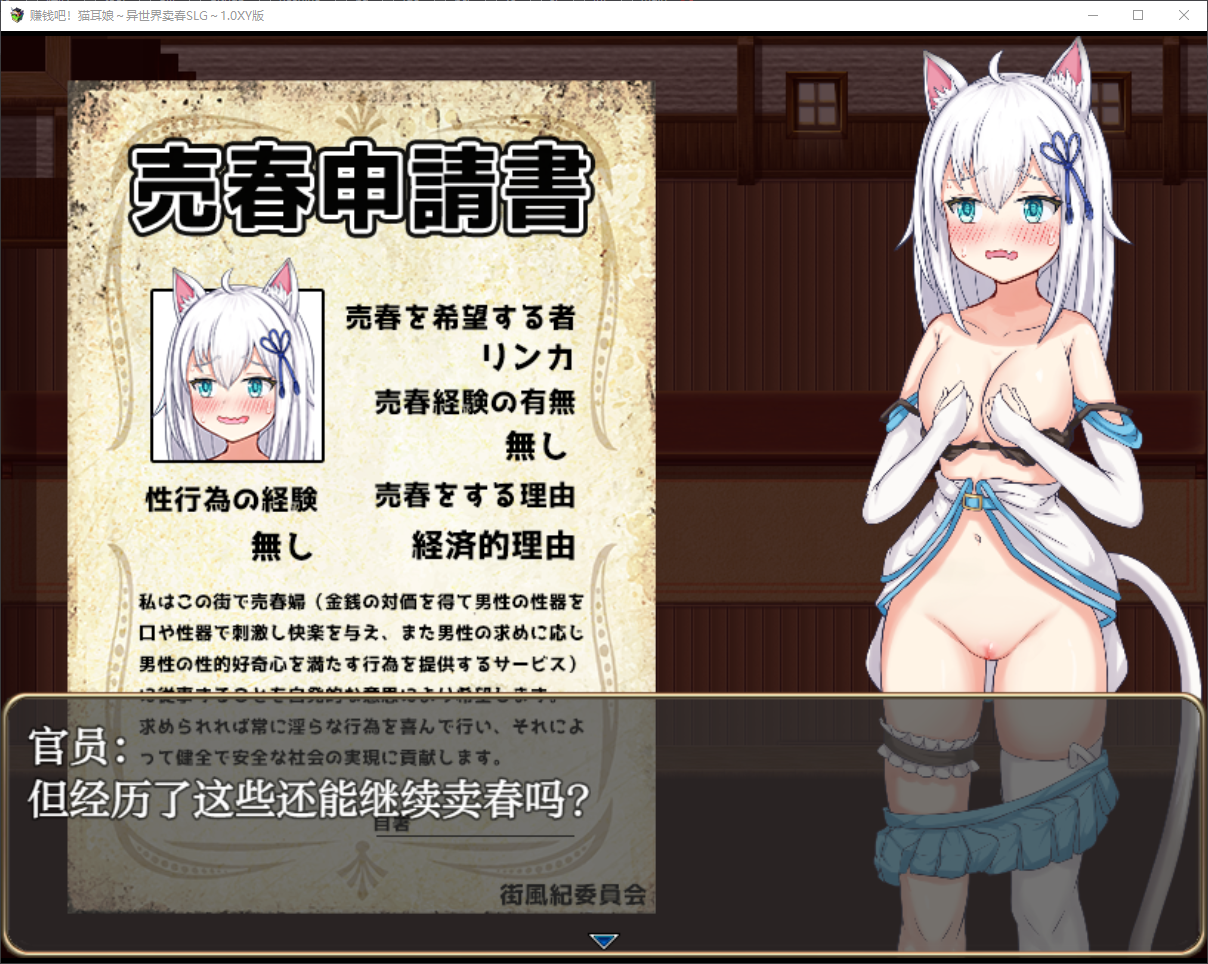 赚钱吧！猫耳娘～异世界卖春SLG～1.0XY版
売春申請書
売春を希望する者
リンカ
売春経験の有無
無し
性行為の経験
無し
売春をする理由
経済的理由
私はこの街で売春婦（金銭の対価を得て男性の性器を
口や性器で刺激し快楽を与え、また男性の求めに応じ
男性の性的好奇心を満たす行為を提供するサービス）
に従事することを自発的な意思により希望します。
求められれば常に淫らな行為を喜んで行い、それによ
って健全で安全な社会の実現に貢献します。
官员：
但经历了这些还能继续卖春吗？
自署
街風紀委員会